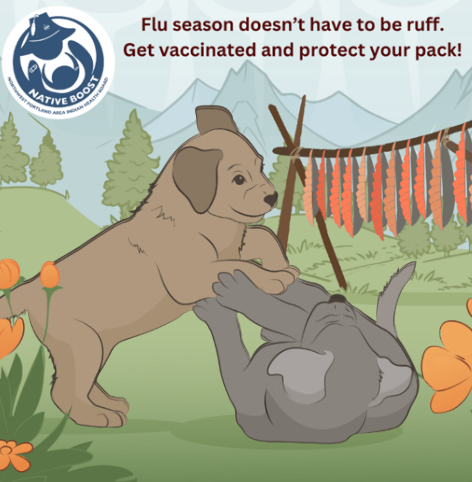 Flu season doesn’t have to be ruff.
Get vaccinated and protect your pack!
NATIVE BOOST
NORTHWEST PORTLAND AREA INDIAN HEALTH BOARD